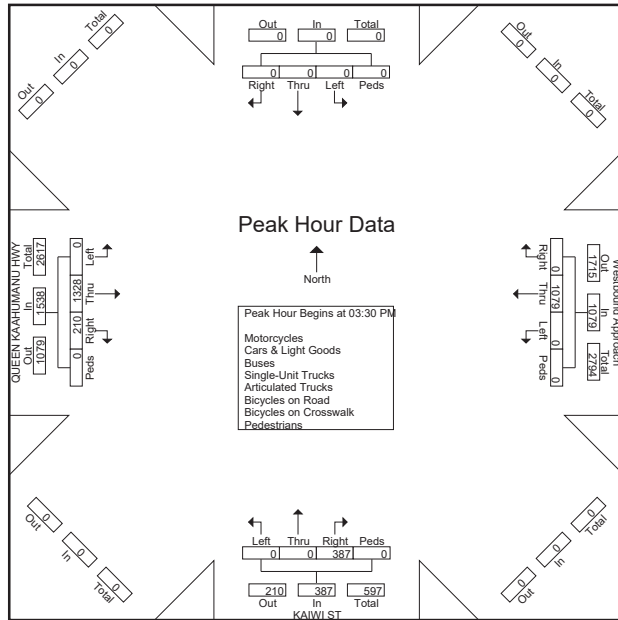 Out In Total
0 0 0
0 0 0 0
Right Thru Left Peds
Total
0
In
0
Out
0
Out
0
In
0
Total
0
Peak Hour Data
North
Peak Hour Begins at 03:30 PM
Motorcycles
Cars & Light Goods
Buses
Single-Unit Trucks
Articulated Trucks
Bicycles on Road
Bicycles on Crosswalk
Pedestrians
QUEEN KAAHUMANU HWY
Out In Total
1079 1538 2617
Peds Right Thru Left
0 210 1328 0
Westbound Approach
Out In Total
1715 1079 2794
Right Thru Left Peds
0 1079 0 0
Out
0
In
0
Total
0
Total
0
In
0
Out
0
Left Thru Right Peds
0 0 387 0
210 387 597
Out In Total
KAIWI ST